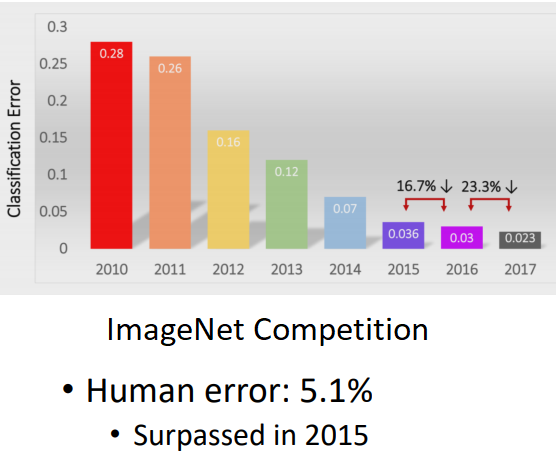 0.3
0.25
0.2
0.15
0.1
0.05
0
Classification Error
0.28
0.26
0.16
0.12
0.07
0.036
0.03
0.023
16.7% ↓ 23.3% ↓
2010 2011 2012 2013 2014 2015 2016 2017
ImageNet Competition
• Human error: 5.1%
• Surpassed in 2015